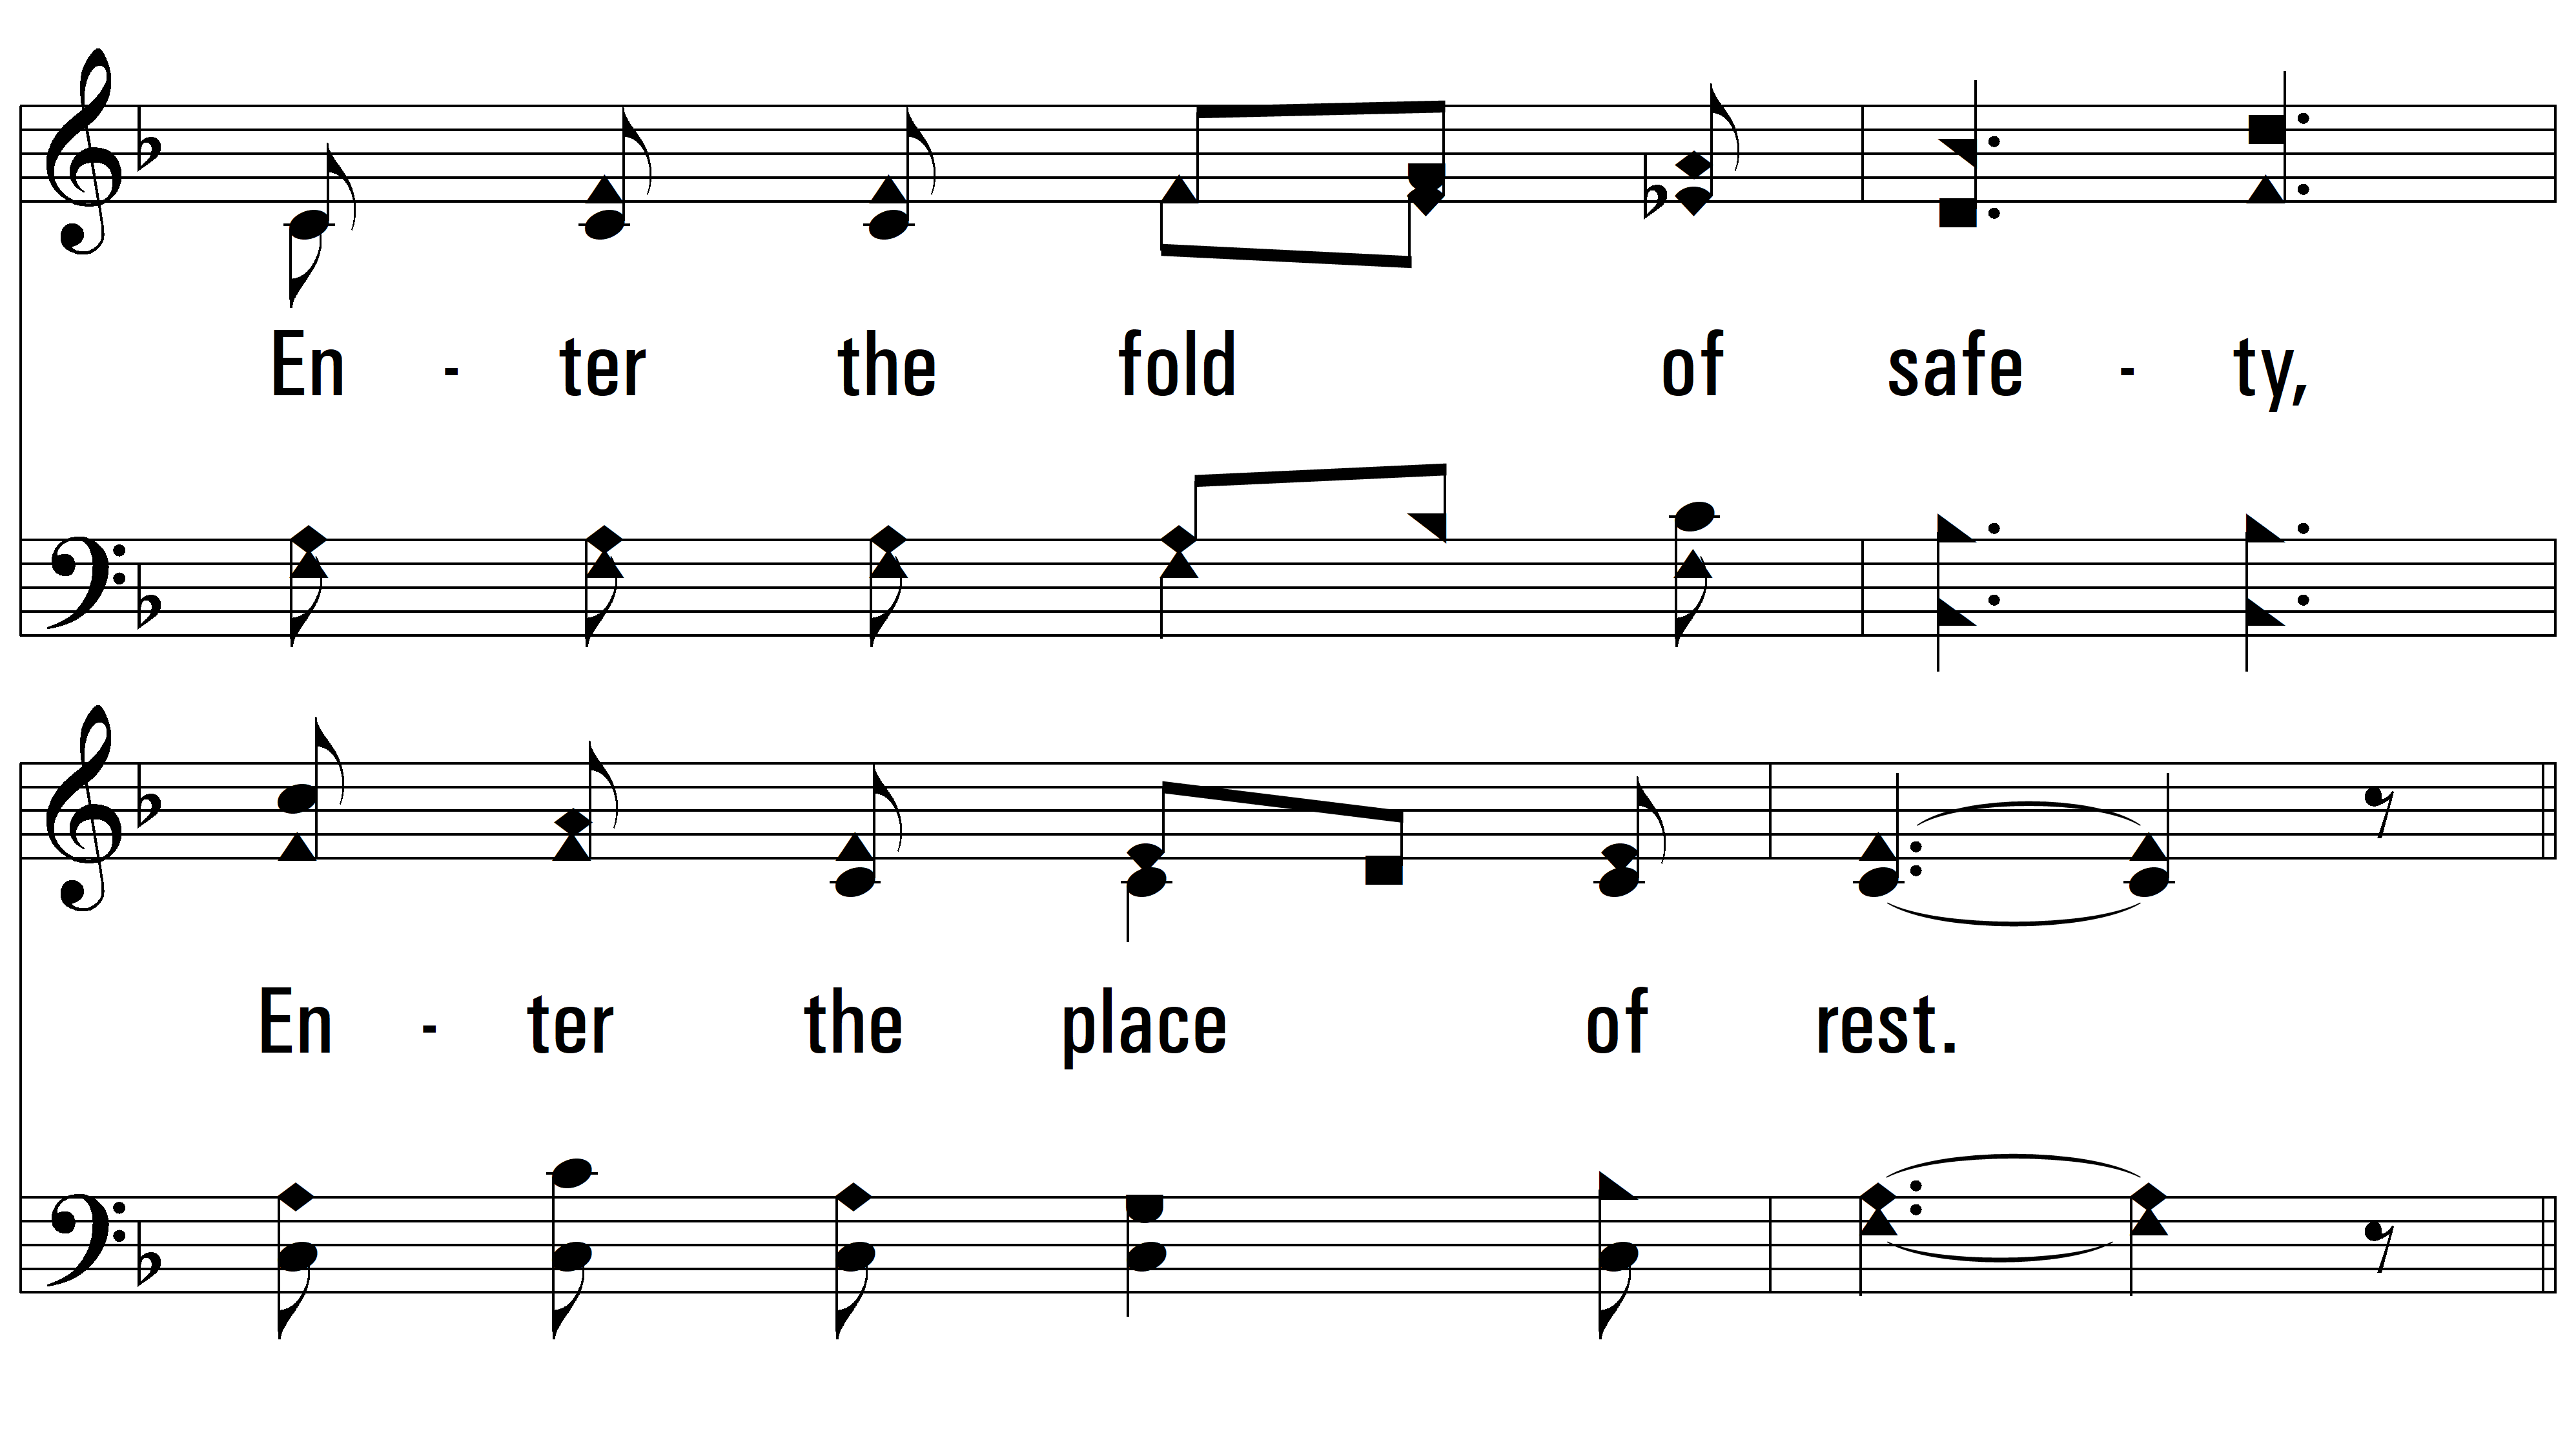 En - ter the fold of safe - ty,
En - ter the place of rest.